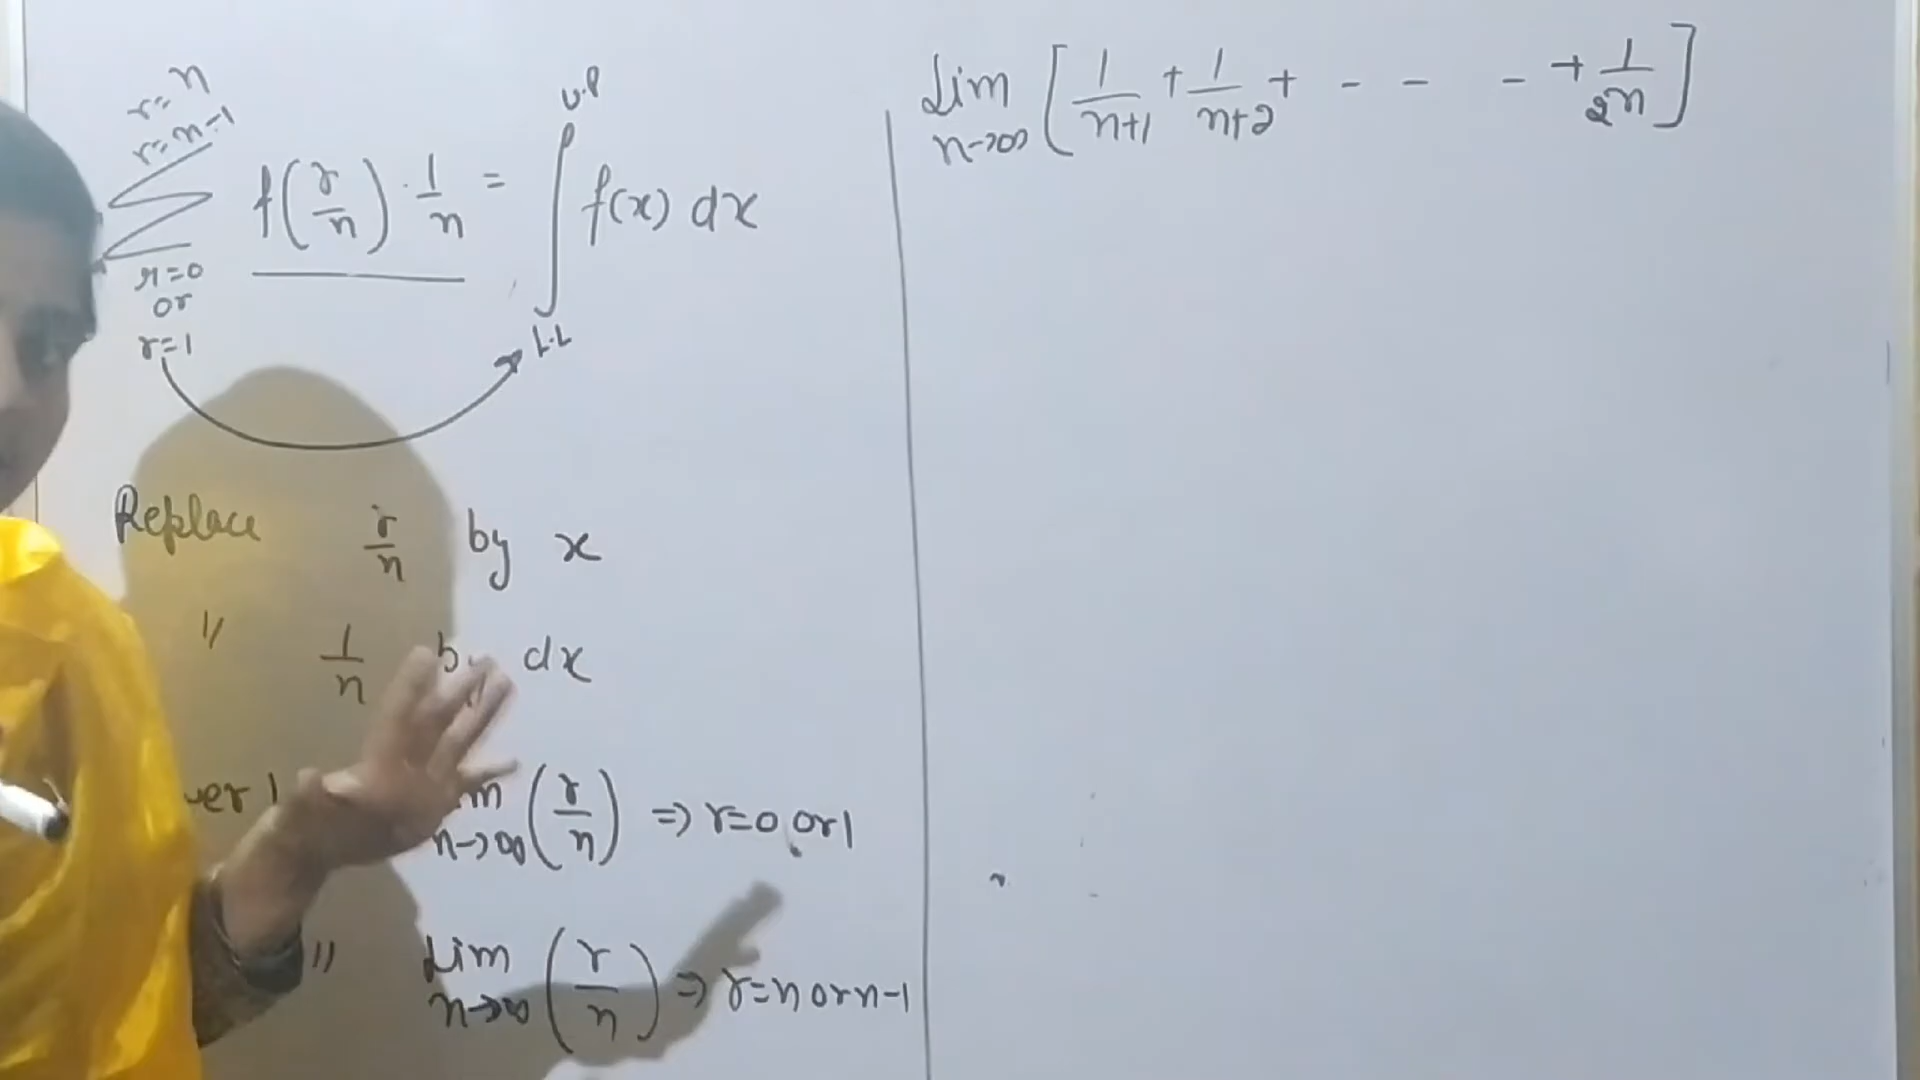 r=n
r=n-1
∑ f(r/n) · 1/n = ∫ f(x) dx
U.P
L.L
r=0
or
r=1
Replace r/n by x
" 1/n by dx
lim n→∞ (r/n) ⇒ r=0 or 1
" lim n→∞ (r/n) ⇒ r=n or n-1
lim n→∞ [1/n+1 + 1/n+2 + - - - + 1/2n]